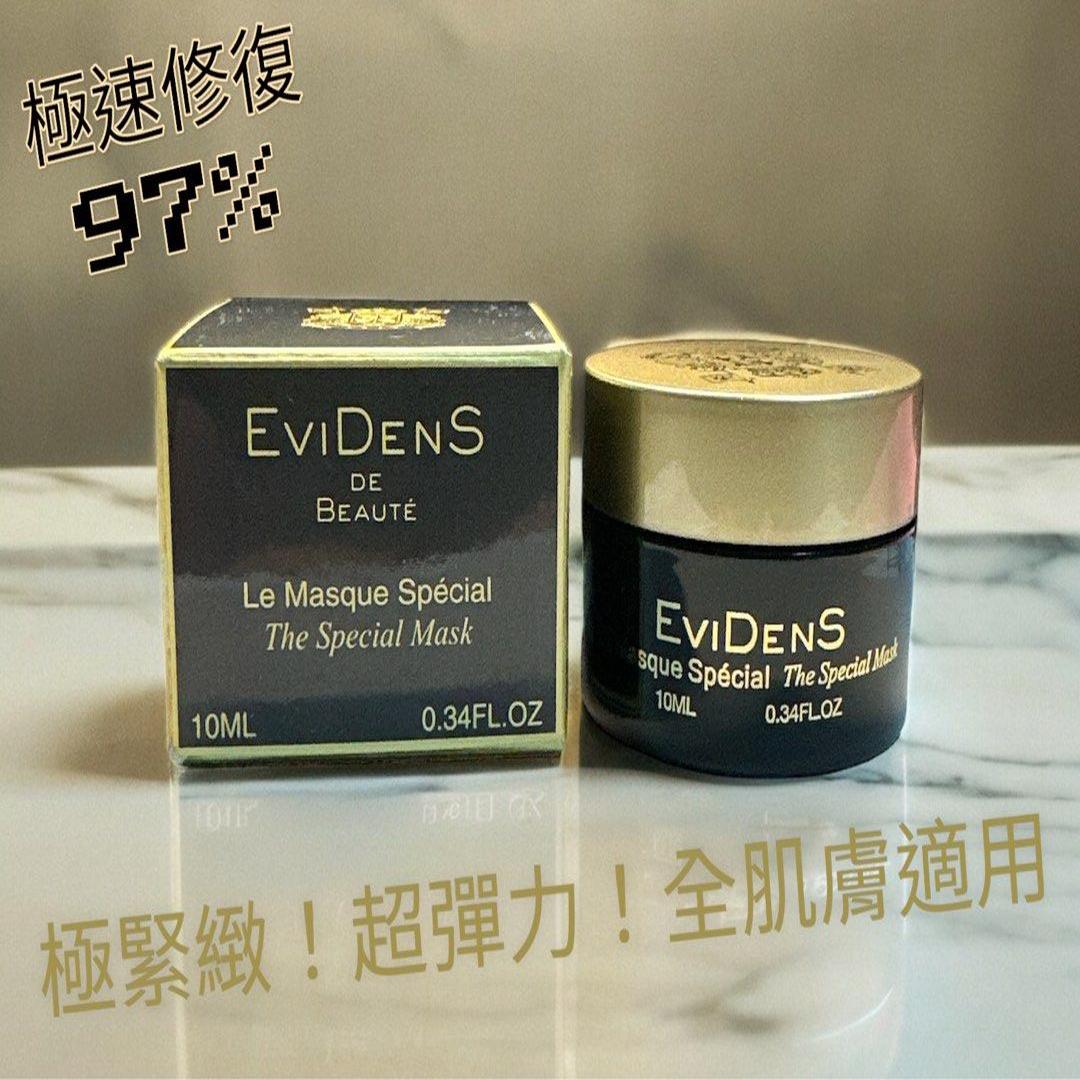 極速修復
97%
EviDenS
DE
Beauté
Le Masque Spécial
The Special Mask
10ML 0.34FL.OZ
EviDenS
sque Spécial The Special Mask
10ML 0.34FL.OZ
極緊緻！超彈力！全肌膚適用